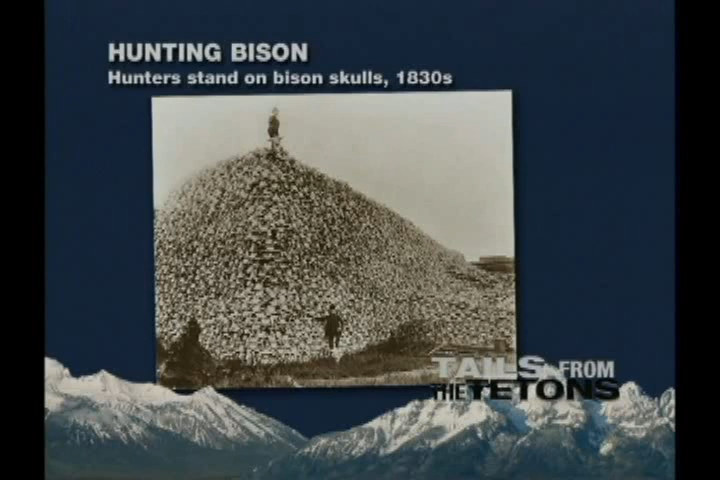 HUNTING BISON
Hunters stand on bison skulls, 1830s
TAILS FROM
THE TETONS